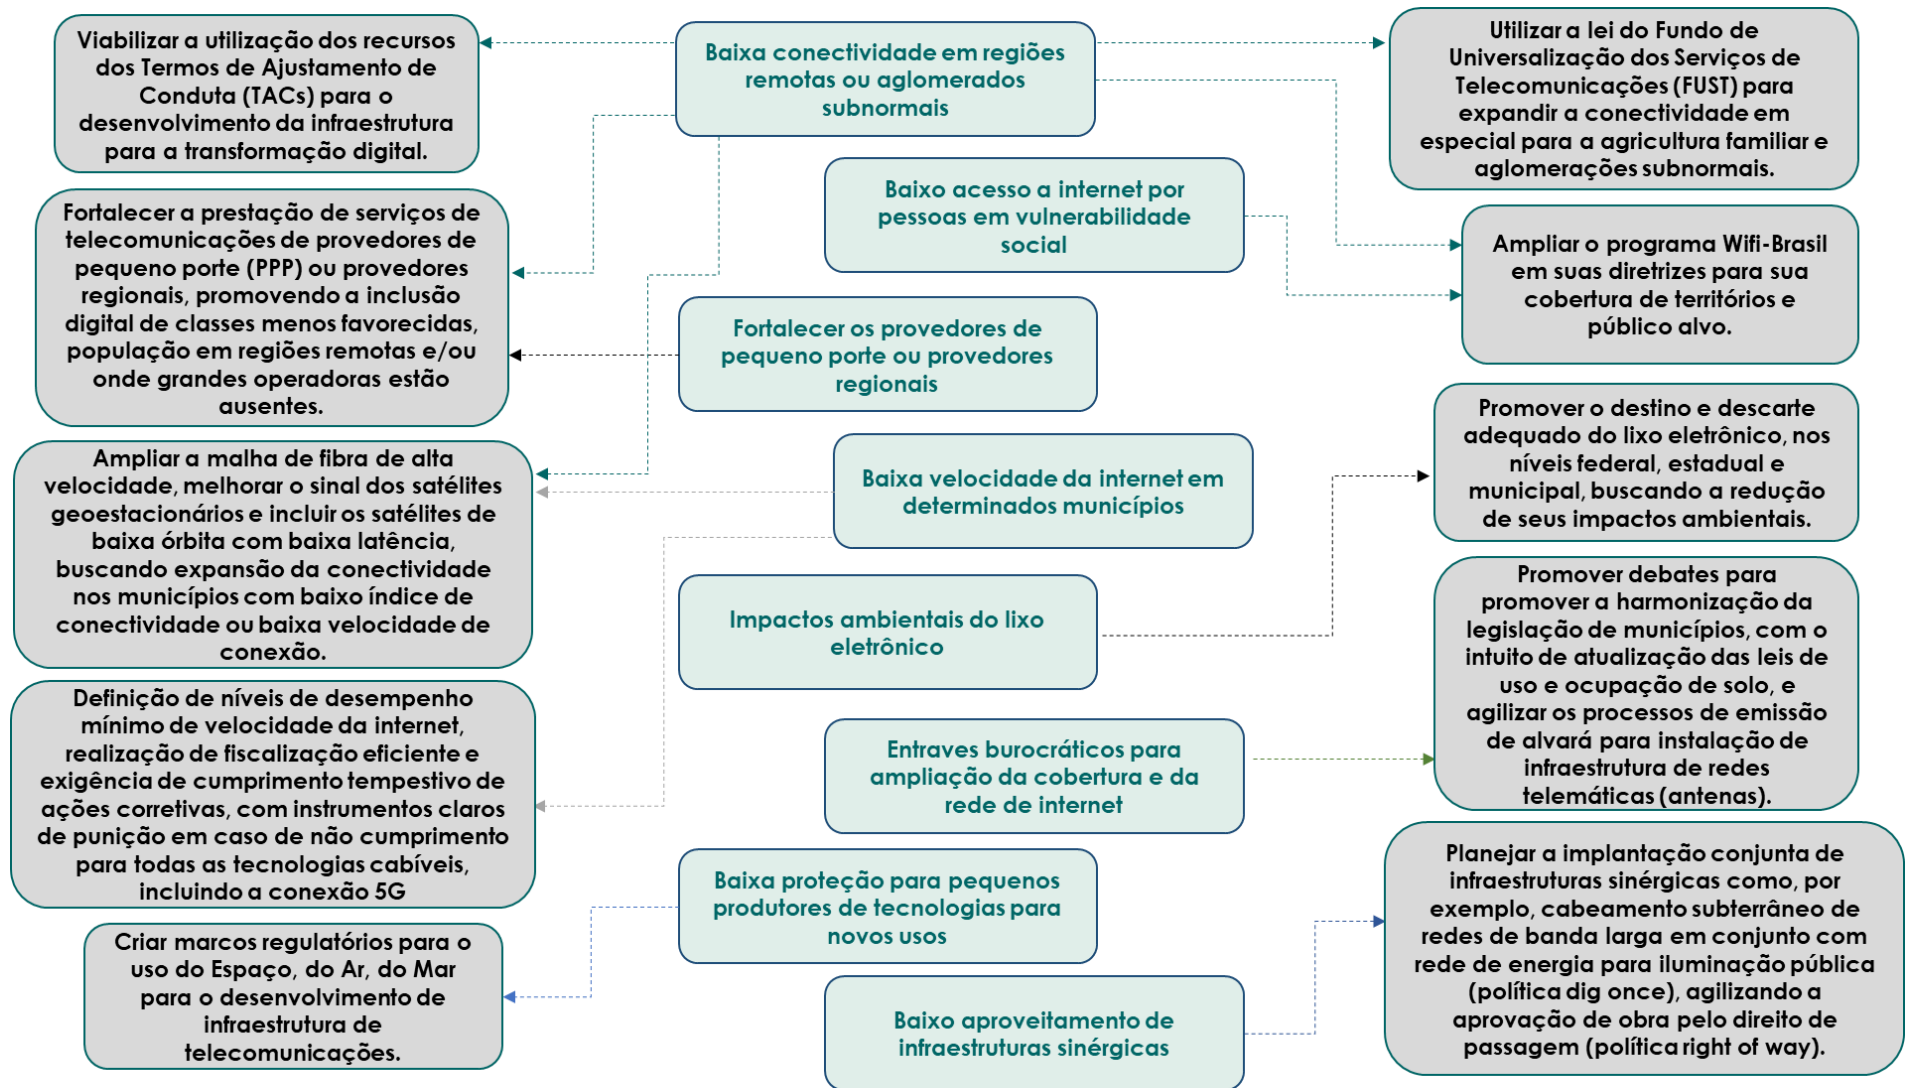 Viabilizar a utilização dos recursos
dos Termos de Ajustamento de
Conduta (TACs) para o
desenvolvimento da infraestrutura
para a transformação digital.
Fortalecer a prestação de serviços de
telecomunicações de provedores de
pequeno porte (PPP) ou provedores
regionais, promovendo a inclusão
digital de classes menos favorecidas,
população em regiões remotas e/ou
onde grandes operadoras estão
ausentes.
Ampliar a malha de fibra de alta
velocidade, melhorar o sinal dos satélites
geoestacionários e incluir os satélites de
baixa órbita com baixa latência,
buscando expansão da conectividade
nos municípios com baixo índice de
conectividade ou baixa velocidade de
conexão.
Definição de níveis de desempenho
mínimo de velocidade da internet,
realização de fiscalização eficiente e
exigência de cumprimento tempestivo de
ações corretivas, com instrumentos claros
de punição em caso de não cumprimento
para todas as tecnologias cabíveis,
incluindo a conexão 5G
Criar marcos regulatórios para o
uso do Espaço, do Ar, do Mar
para o desenvolvimento de
infraestrutura de
telecomunicações.
Baixa conectividade em regiões
remotas ou aglomerados
subnormais
Baixo acesso a internet por
pessoas em vulnerabilidade
social
Fortalecer os provedores de
pequeno porte ou provedores
regionais
Baixa velocidade da internet em
determinados municípios
Impactos ambientais do lixo
eletrônico
Entraves burocráticos para
ampliação da cobertura e da
rede de internet
Baixa proteção para pequenos
produtores de tecnologias para
novos usos
Baixo aproveitamento de
infraestruturas sinérgicas
Utilizar a lei do Fundo de
Universalização dos Serviços de
Telecomunicações (FUST) para
expandir a conectividade em
especial para a agricultura familiar e
aglomerações subnormais.
Ampliar o programa Wifi-Brasil
em suas diretrizes para sua
cobertura de territórios e
público alvo.
Promover o destino e descarte
adequado do lixo eletrônico, nos
níveis federal, estadual e
municipal, buscando a redução
de seus impactos ambientais.
Promover debates para
promover a harmonização da
legislação de municípios, com o
intuito de atualização das leis de
uso e ocupação de solo, e
agilizar os processos de emissão
de alvará para instalação de
infraestrutura de redes
telemáticas (antenas).
Planejar a implantação conjunta de
infraestruturas sinérgicas como, por
exemplo, cabeamento subterrâneo de
redes de banda larga em conjunto com
rede de energia para iluminação pública
(política dig once), agilizando a
aprovação de obra pelo direito de
passagem (política right of way).